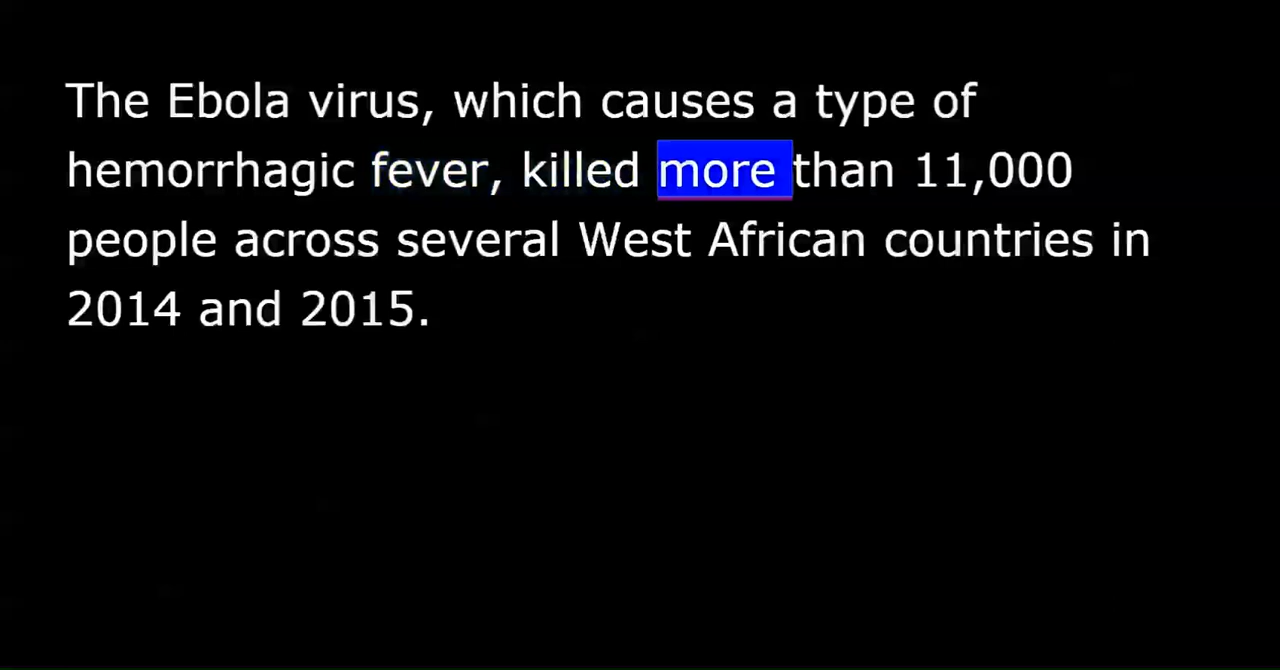 The Ebola virus, which causes a type of
hemorrhagic fever, killed more than 11,000
people across several West African countries in
2014 and 2015.